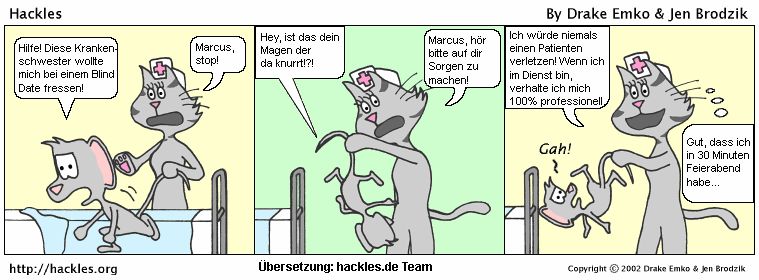 Hackles
By Drake Emko & Jen Brodzik
Hilfe! Diese Kranken-
schwester wollte
mich bei einem Blind
Date fressen!
Marcus,
stop!
Hey, ist das dein
Magen der
da knurrt!?!
Marcus, hör
bitte auf dir
Sorgen zu
machen!
Ich würde niemals
einen Patienten
verletzen! Wenn ich
im Dienst bin,
verhalte ich mich
100% professionell.
Gah!
Gut, dass ich
in 30 Minuten
Feierabend
habe...
http://hackles.org
Übersetzung: hackles.de Team
Copyright © 2002 Drake Emko & Jen Brodzik